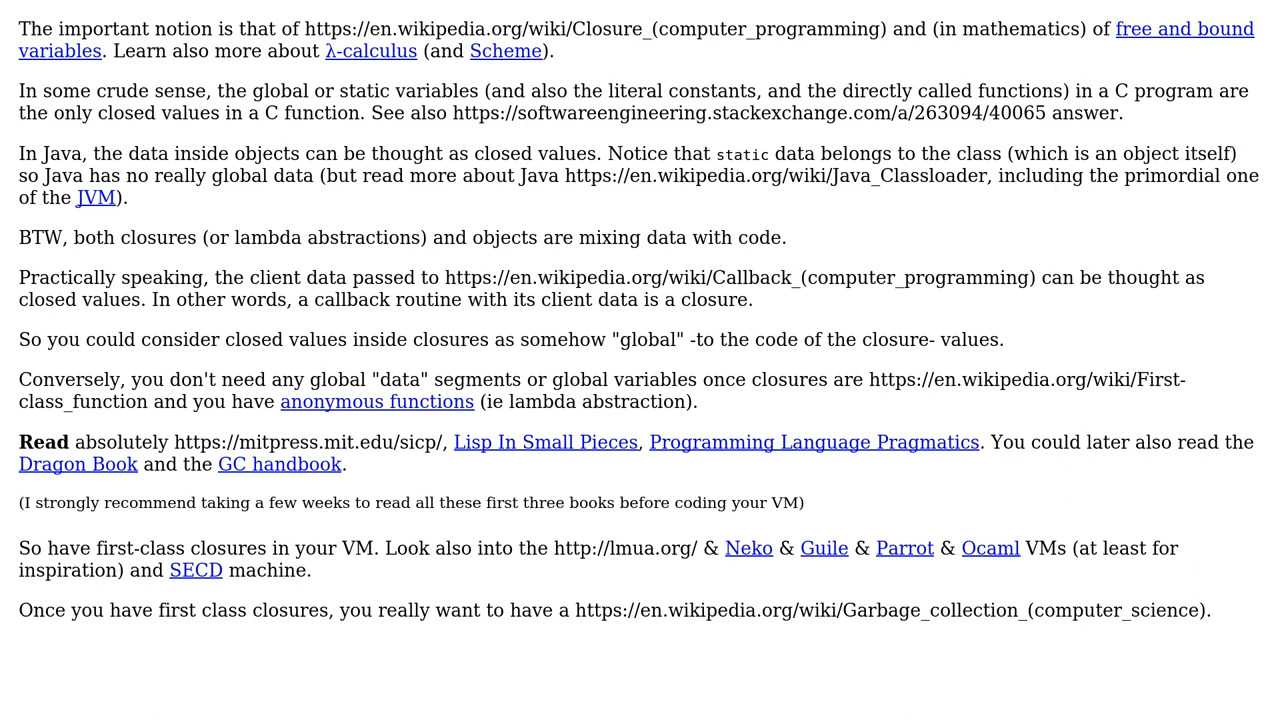 The important notion is that of https://en.wikipedia.org/wiki/Closure_(computer_programming) and (in mathematics) of free and bound
variables. Learn also more about λ-calculus (and Scheme).
In some crude sense, the global or static variables (and also the literal constants, and the directly called functions) in a C program are
the only closed values in a C function. See also https://softwareengineering.stackexchange.com/a/263094/40065 answer.
In Java, the data inside objects can be thought as closed values. Notice that static data belongs to the class (which is an object itself)
so Java has no really global data (but read more about Java https://en.wikipedia.org/wiki/Java_Classloader, including the primordial one
of the JVM).
BTW, both closures (or lambda abstractions) and objects are mixing data with code.
Practically speaking, the client data passed to https://en.wikipedia.org/wiki/Callback_(computer_programming) can be thought as
closed values. In other words, a callback routine with its client data is a closure.
So you could consider closed values inside closures as somehow "global" -to the code of the closure- values.
Conversely, you don't need any global "data" segments or global variables once closures are https://en.wikipedia.org/wiki/First-
class_function and you have anonymous functions (ie lambda abstraction).
Read absolutely https://mitpress.mit.edu/sicp/, Lisp In Small Pieces, Programming Language Pragmatics. You could later also read the
Dragon Book and the GC handbook.
(I strongly recommend taking a few weeks to read all these first three books before coding your VM)
So have first-class closures in your VM. Look also into the http://lmua.org/ & Neko & Guile & Parrot & Ocaml VMs (at least for
inspiration) and SECD machine.
Once you have first class closures, you really want to have a https://en.wikipedia.org/wiki/Garbage_collection_(computer_science).